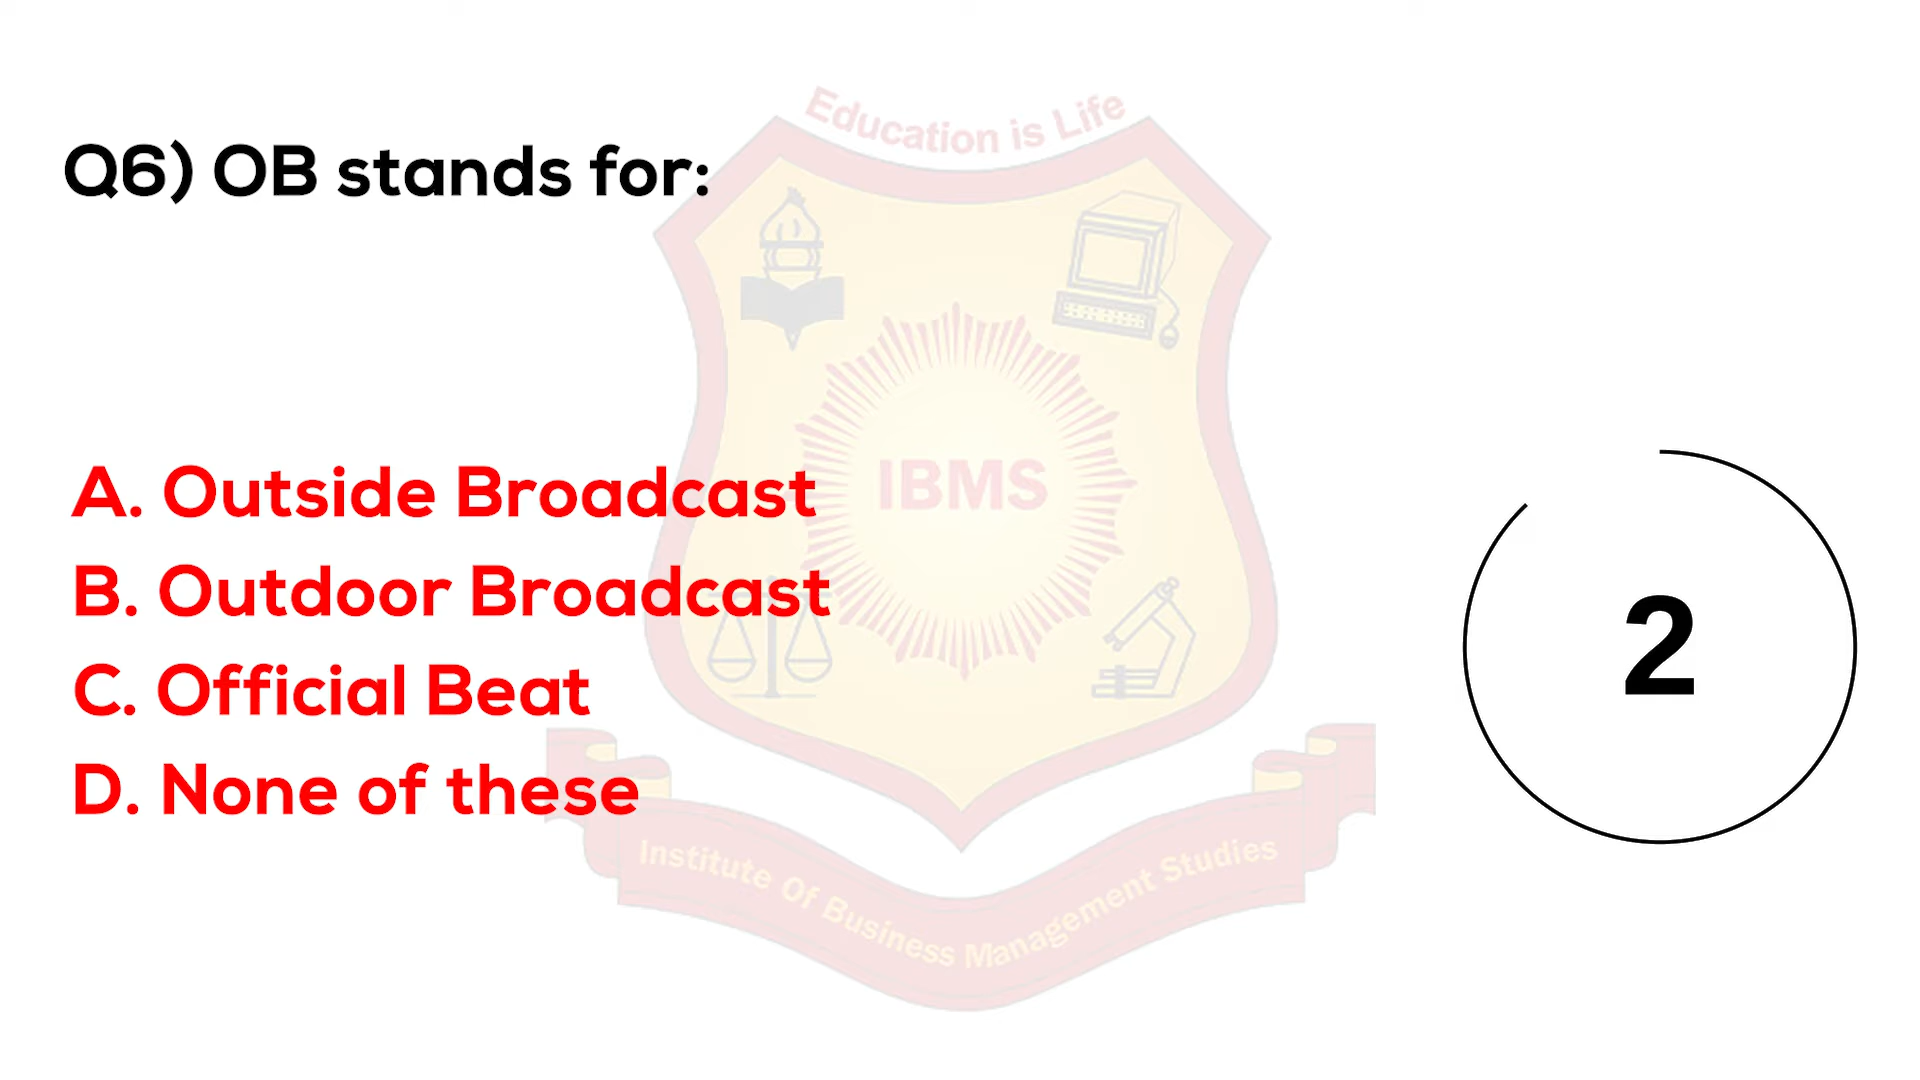 Education is Life
Q6) OB stands for:
IBMS
A. Outside Broadcast
B. Outdoor Broadcast
C. Official Beat
D. None of these
2
Institute Of Business Management Studies